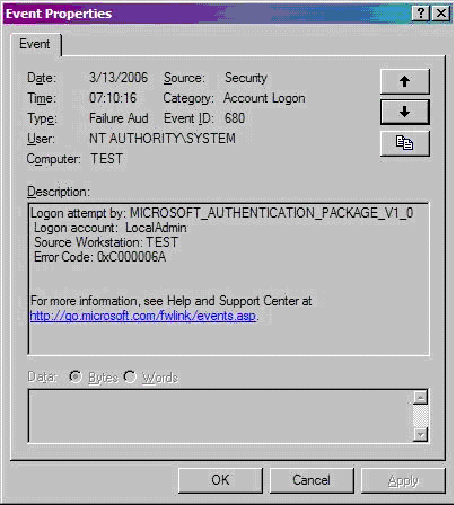 Event Properties
Event
Date: 3/13/2006 Source: Security
Time: 07:10:16 Category: Account Logon
Type: Failure Aud Event ID: 680
User: NT AUTHORITY\SYSTEM
Computer: TEST
Description:
Logon attempt by: MICROSOFT_AUTHENTICATION_PACKAGE_V1_0
Logon account: LocalAdmin
Source Workstation: TEST
Error Code: 0xC000006A
For more information, see Help and Support Center at
http://go.microsoft.com/fwlink/events.asp.
Data: Bytes Words
OK Cancel Apply